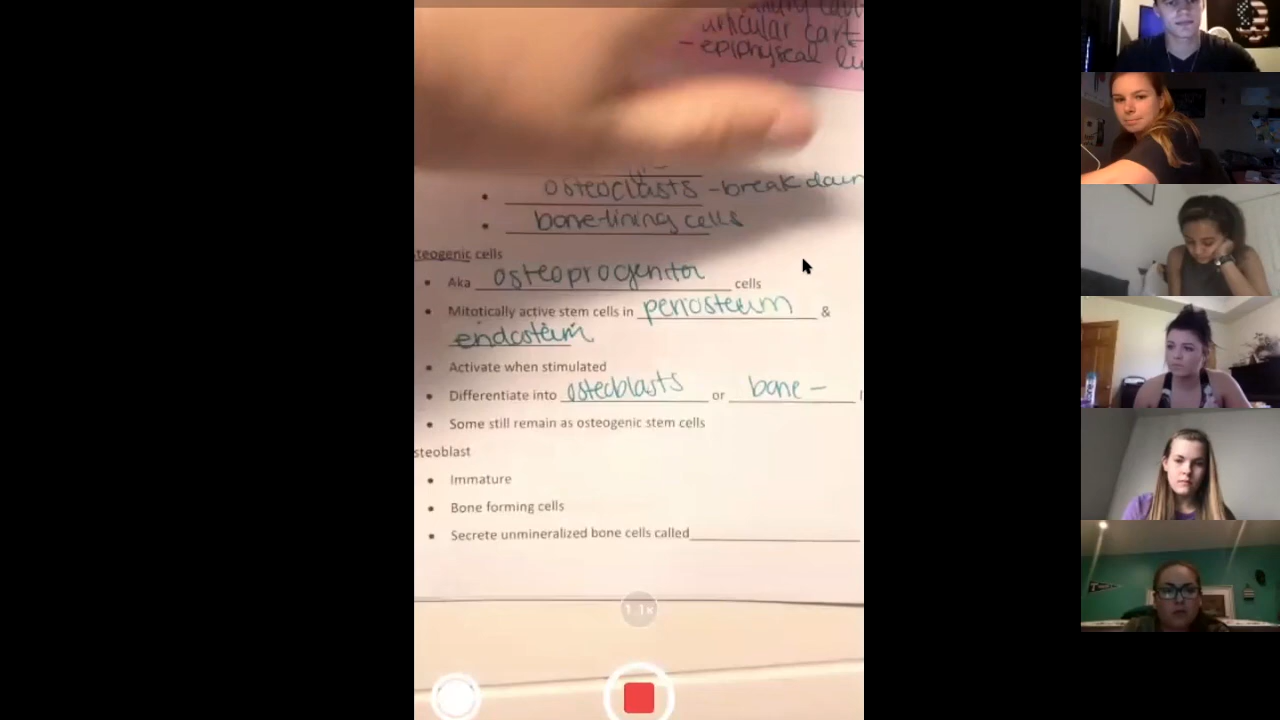 articular cart
- epiphyseal
osteoclasts - break down
bone-lining cells
teogenic cells
Aka osteoprogenitor cells
Mitotically active stem cells in periosteum &
endosteum
Activate when stimulated
Differentiate into osteoblasts or bone -
Some still remain as osteogenic stem cells
steoblast
Immature
Bone forming cells
Secrete unmineralized bone cells called
1.1x